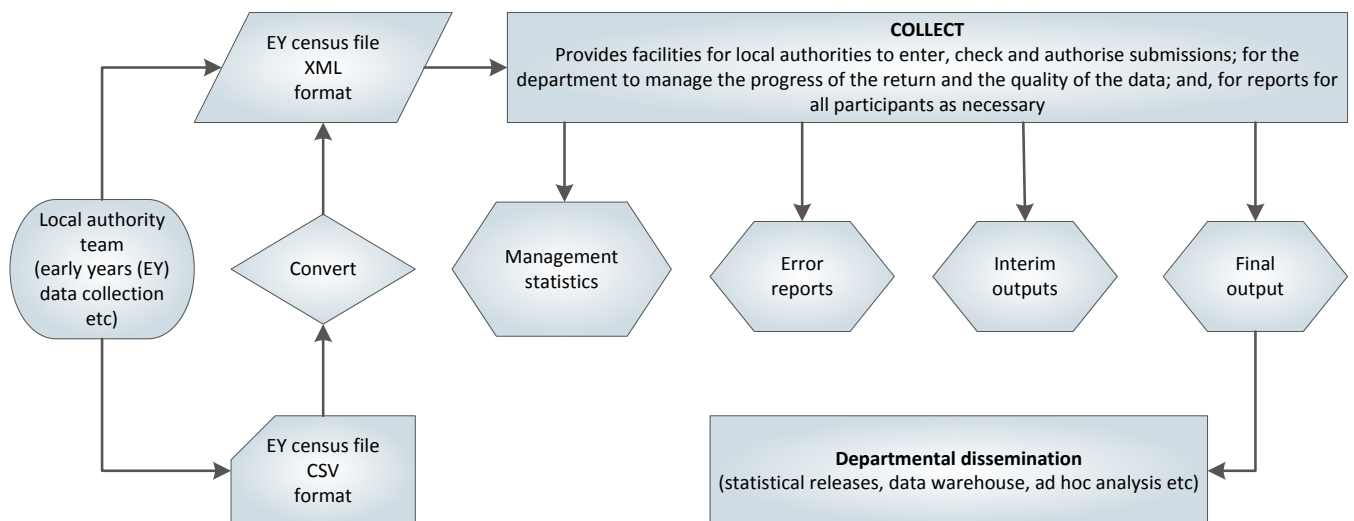 EY census file
XML
format
COLLECT
Provides facilities for local authorities to enter, check and authorise submissions; for the
department to manage the progress of the return and the quality of the data; and, for reports for
all participants as necessary
Local authority
team
(early years (EY)
data collection
etc)
Convert
Management
statistics
Error
reports
Interim
outputs
Final
output
EY census file
CSV
format
Departmental dissemination
(statistical releases, data warehouse, ad hoc analysis etc)